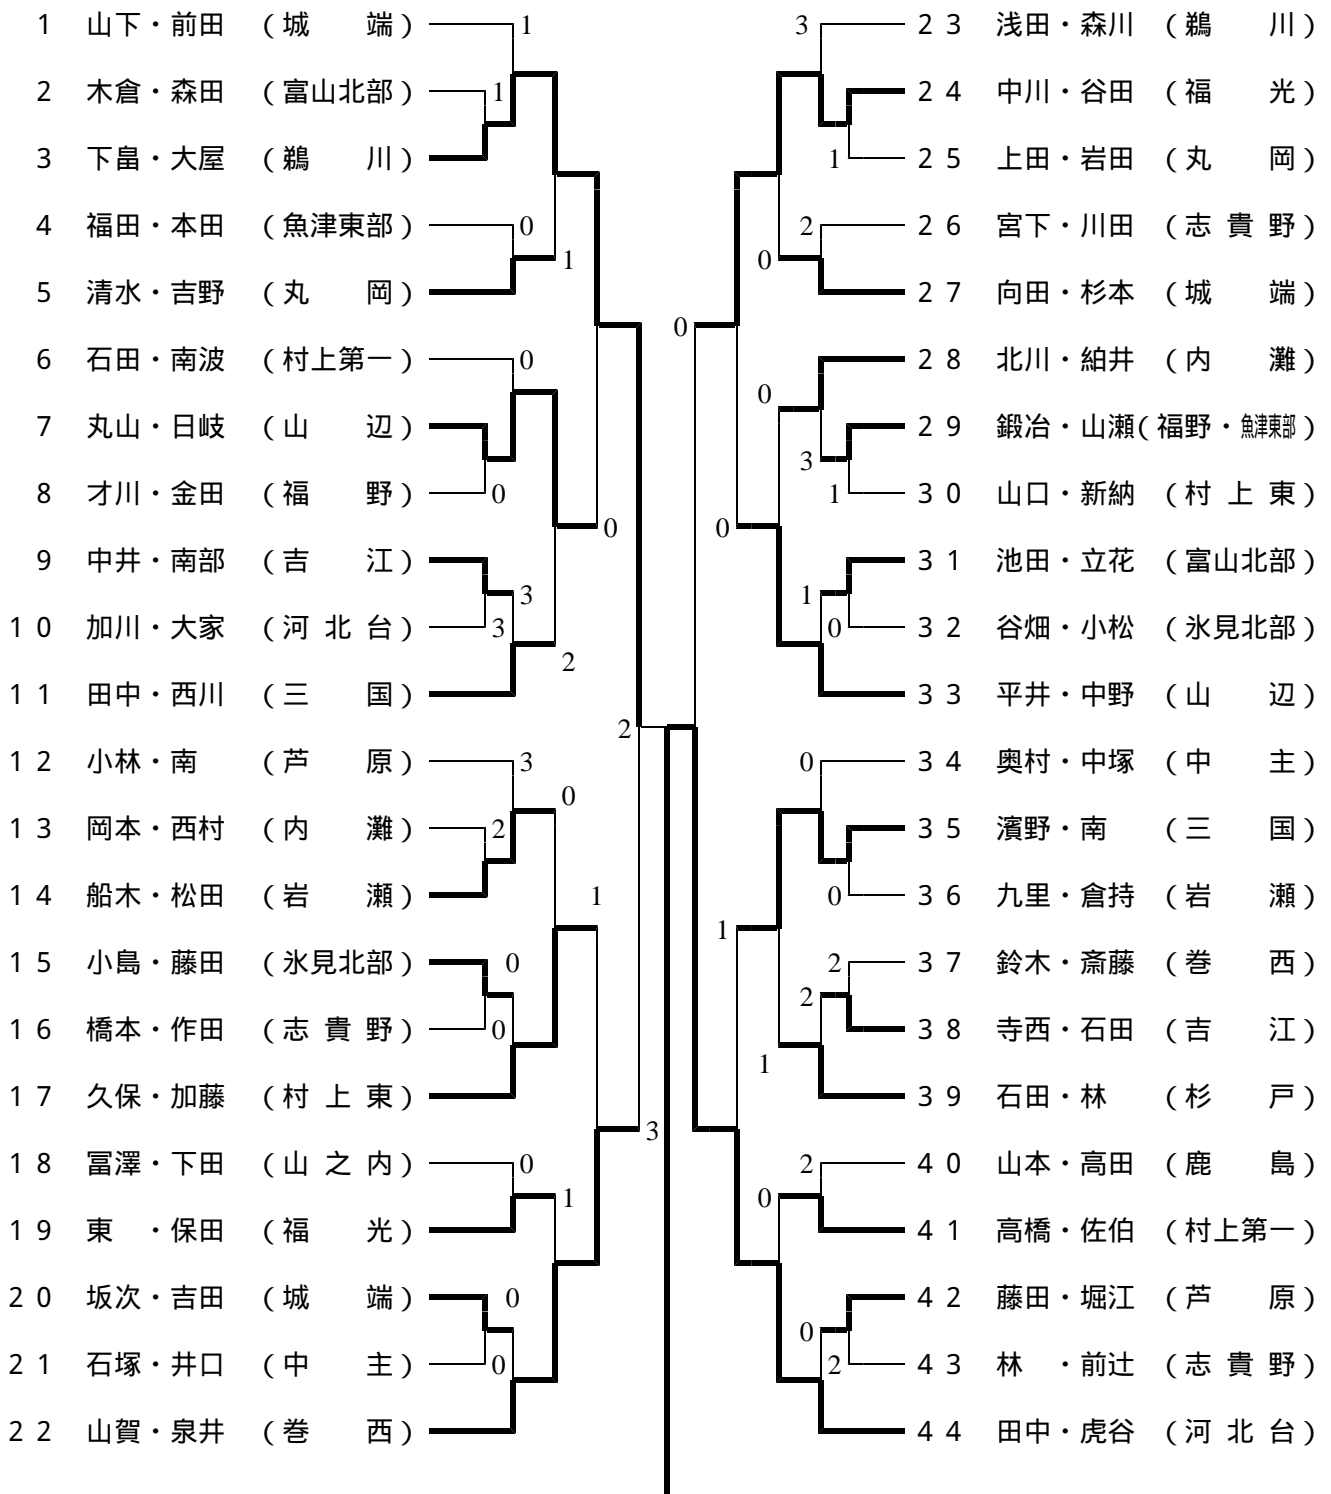 1 山下・前田 （城　端）
2 木倉・森田 （富山北部）
3 下畠・大屋 （鵜　川）
4 福田・本田 （魚津東部）
5 清水・吉野 （丸　岡）
6 石田・南波 （村上第一）
7 丸山・日岐 （山　辺）
8 才川・金田 （福　野）
9 中井・南部 （吉　江）
10 加川・大家 （河北台）
11 田中・西川 （三　国）
12 小林・南 （芦　原）
13 岡本・西村 （内　灘）
14 船木・松田 （岩　瀬）
15 小島・藤田 （氷見北部）
16 橋本・作田 （志貴野）
17 久保・加藤 （村上東）
18 冨澤・下田 （山之内）
19 東　・保田 （福　光）
20 坂次・吉田 （城　端）
21 石塚・井口 （中　主）
22 山賀・泉井 （巻　西）
1
1
0
1
0
0
0
3
3
2
3
0
2
1
0
0
0
1
0
0
3
2
23 浅田・森川 （鵜　川）
24 中川・谷田 （福　光）
25 上田・岩田 （丸　岡）
26 宮下・川田 （志貴野）
27 向田・杉本 （城　端）
28 北川・絈井 （内　灘）
29 鍛冶・山瀬（福野・魚津東部）
30 山口・新納 （村上東）
31 池田・立花 （富山北部）
32 谷畑・小松 （氷見北部）
33 平井・中野 （山　辺）
34 奥村・中塚 （中　主）
35 濱野・南 （三　国）
36 九里・倉持 （岩　瀬）
37 鈴木・斎藤 （巻　西）
38 寺西・石田 （吉　江）
39 石田・林 （杉　戸）
40 山本・高田 （鹿　島）
41 高橋・佐伯 （村上第一）
42 藤田・堀江 （芦　原）
43 林　・前辻 （志貴野）
44 田中・虎谷 （河北台）
3
1
2
0
0
0
3
1
0
1
0
0
0
1
2
2
1
2
0
0
2